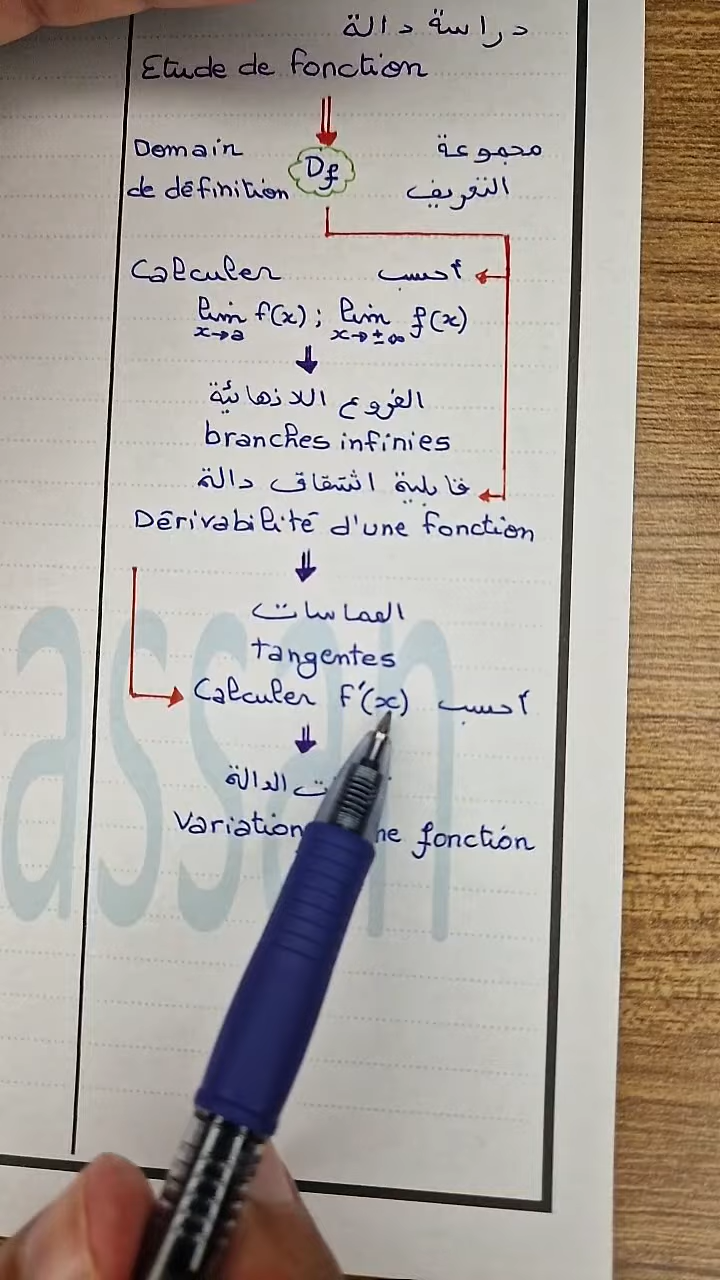 دراسة دالة
Etude de fonction
Domain Df مجموعة
de définition التعريف
Calculer أحسب
lim f(x) ; lim f(x)
x→a x→±∞
الفروع اللانهائية
branches infinies
قابلية اشتقاق دالة
Dérivabilité d'une fonction
المماسات
tangentes
Calculer f'(x) أحسب
الدالة
Variation fonction
assan